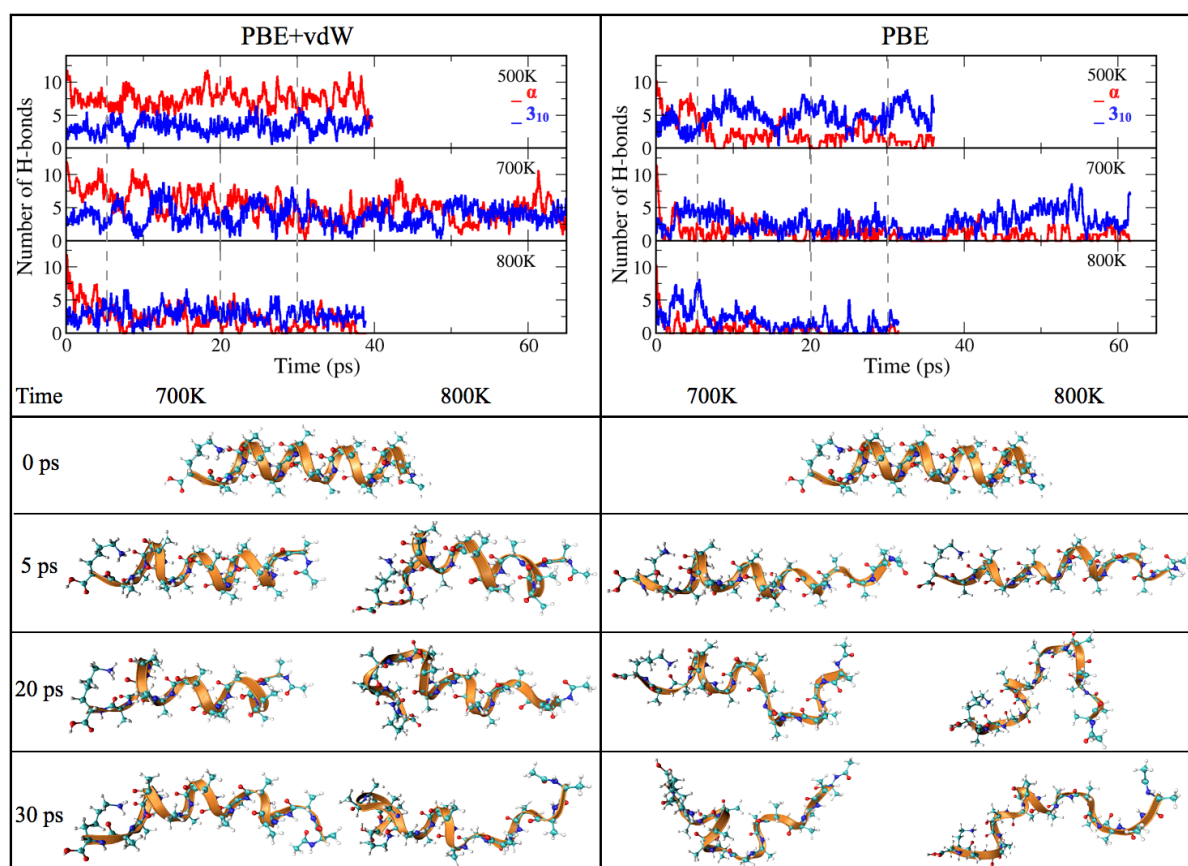 PBE+vdW
PBE
Number of H-bonds
10
5
0
500K
α
3₁₀
10
5
0
700K
10
5
0
800K
0
20
40
60
Time (ps)
Number of H-bonds
10
5
0
500K
α
3₁₀
10
5
0
700K
10
5
0
800K
0
20
40
60
Time (ps)
Time 700K 800K 700K 800K
0 ps
5 ps
20 ps
30 ps